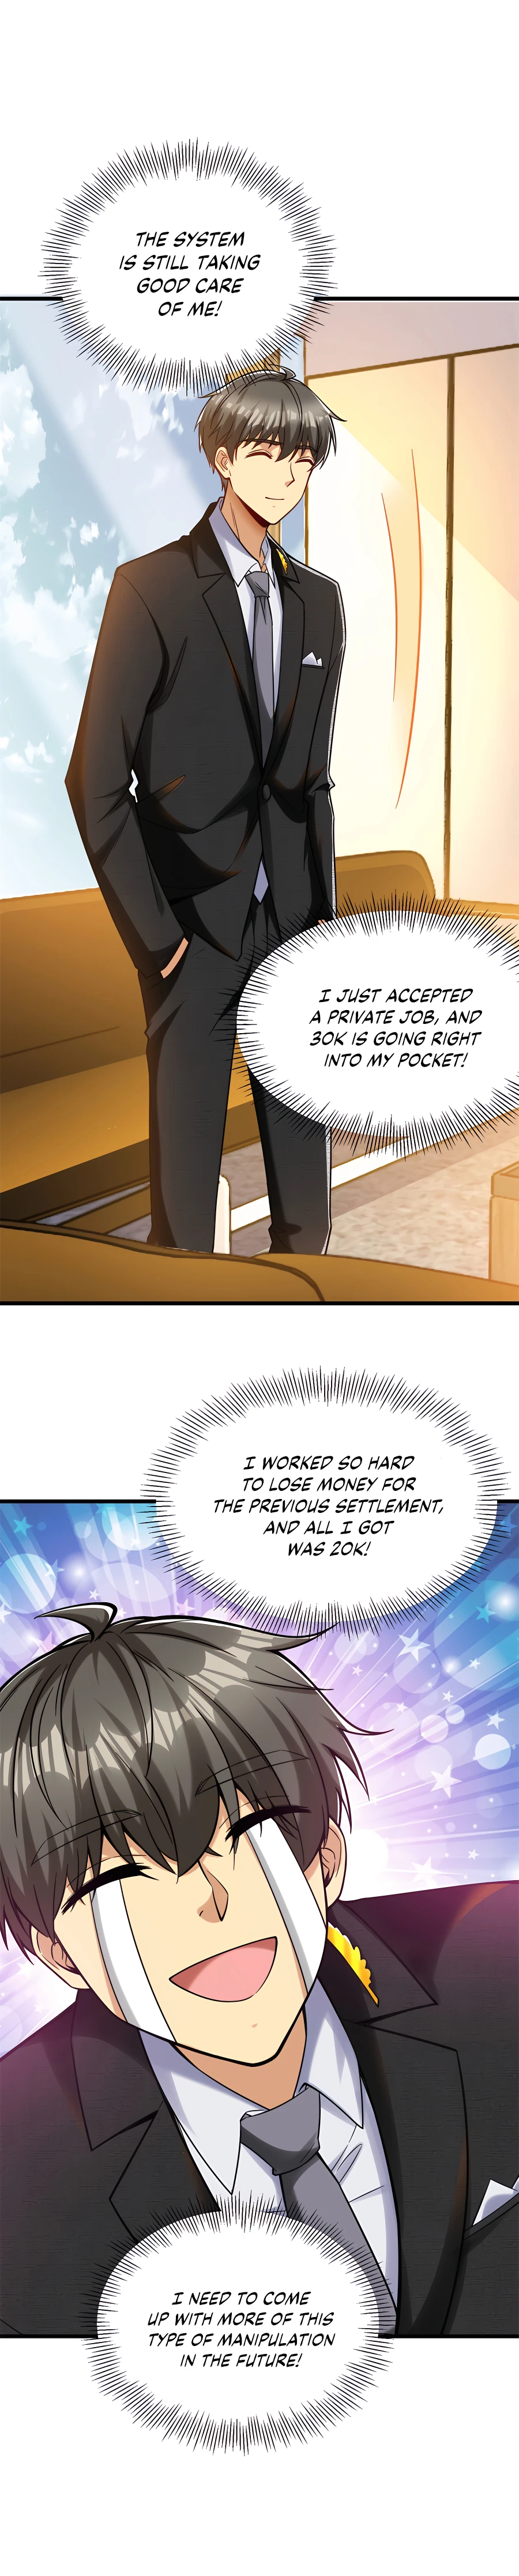 THE SYSTEM
IS STILL TAKING
GOOD CARE
OF ME!
I JUST ACCEPTED
A PRIVATE JOB, AND
30K IS GOING RIGHT
INTO MY POCKET!
I WORKED SO HARD
TO LOSE MONEY FOR
THE PREVIOUS SETTLEMENT,
AND ALL I GOT
WAS 20K!
I NEED TO COME
UP WITH MORE OF THIS
TYPE OF MANIPULATION
IN THE FUTURE!